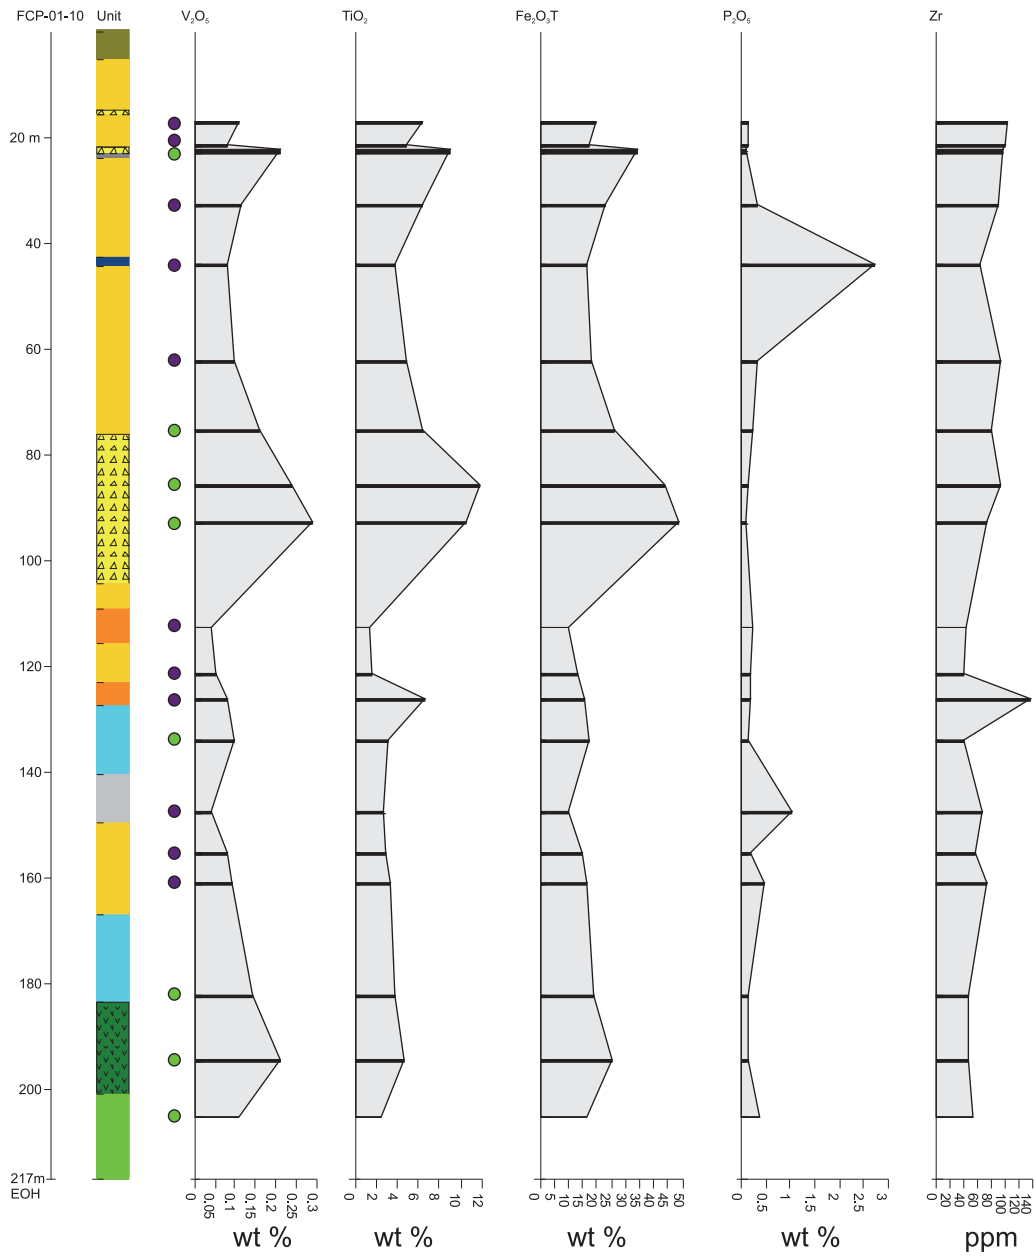 FCP-01-10 Unit V₂O₅ TiO₂ Fe₂O₃T P₂O₅ Zr
20 m
40
60
80
100
120
140
160
180
200
217m
EOH
0 0.05 0.1 0.15 0.2 0.25 0.3
0 2 4 6 8 10 12
0 5 10 15 20 25 30 35 40 45 50
0 0.5 1 1.5 2 2.5 3
0 20 40 60 80 100 120 140
wt % wt % wt % wt % ppm